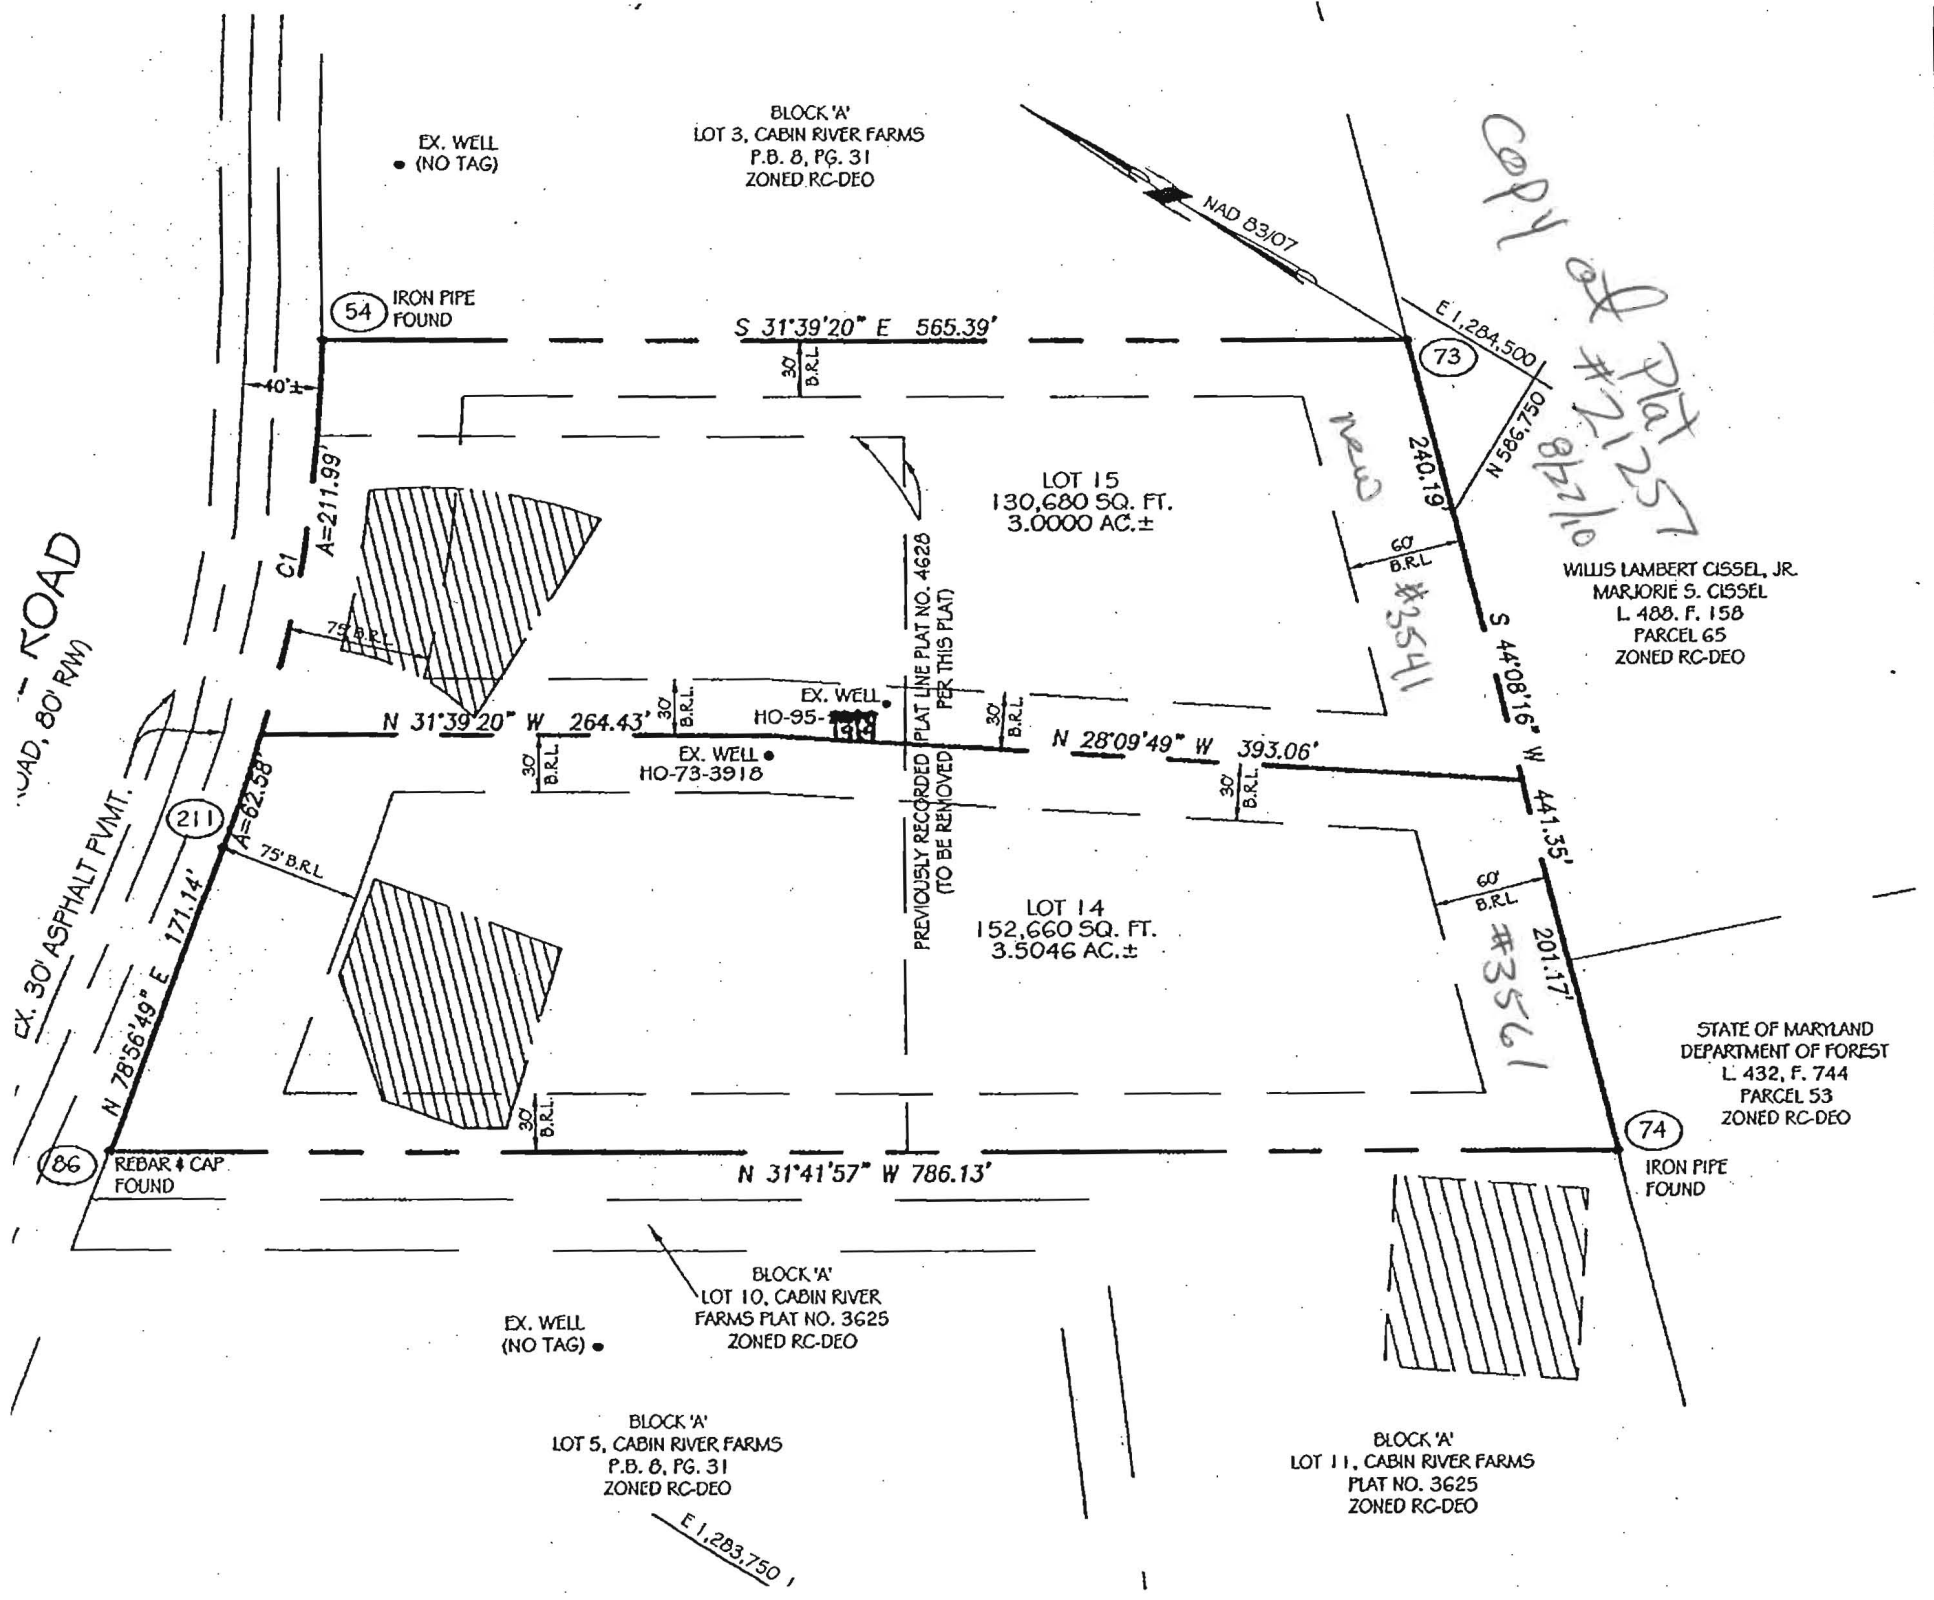 BLOCK 'A'
LOT 3, CABIN RIVER FARMS
P.B. 8, PG. 31
ZONED RC-DEO
EX. WELL
(NO TAG)
NAD 83/07
Copy of Plat
#21257
8/27/10
E 1,284,500
N 586,750
54
IRON PIPE
FOUND
S 31°39'20" E 565.39'
73
30'
B.R.L.
40'±
new
240.19'
LOT 15
130,680 SQ. FT.
3.0000 AC.±
A=211.99'
C1
60'
B.R.L
#3541
WILLIS LAMBERT CISSEL, JR.
MARJORIE S. CISSEL
L. 488. F. 158
PARCEL 65
ZONED RC-DEO
ROAD
ROAD, 80' R/W)
75' B.R.L
PREVIOUSLY RECORDED PLAT LINE PLAT NO. 4628
(TO BE REMOVED PER THIS PLAT)
S 44°08'16" W 441.35'
30'
B.R.L.
EX. WELL
HO-95-
30'
B.R.L.
N 31°39'20" W 264.43'
EX. WELL
HO-73-3918
N 28°09'49" W 393.06'
30'
B.R.L.
30'
B.R.L.
EX. 30' ASPHALT PVMT.
211
A=62.58'
75' B.R.L
N 78°56'49" E 171.14'
LOT 14
152,660 SQ. FT.
3.5046 AC.±
60'
B.R.L
201.17'
#3561
STATE OF MARYLAND
DEPARTMENT OF FOREST
L. 432, F. 744
PARCEL 53
ZONED RC-DEO
30'
B.R.L.
86
REBAR & CAP
FOUND
N 31°41'57" W 786.13'
74
IRON PIPE
FOUND
BLOCK 'A'
LOT 10, CABIN RIVER
FARMS PLAT NO. 3625
ZONED RC-DEO
EX. WELL
(NO TAG)
BLOCK 'A'
LOT 5, CABIN RIVER FARMS
P.B. 8, PG. 31
ZONED RC-DEO
BLOCK 'A'
LOT 11, CABIN RIVER FARMS
PLAT NO. 3625
ZONED RC-DEO
E 1,283,750